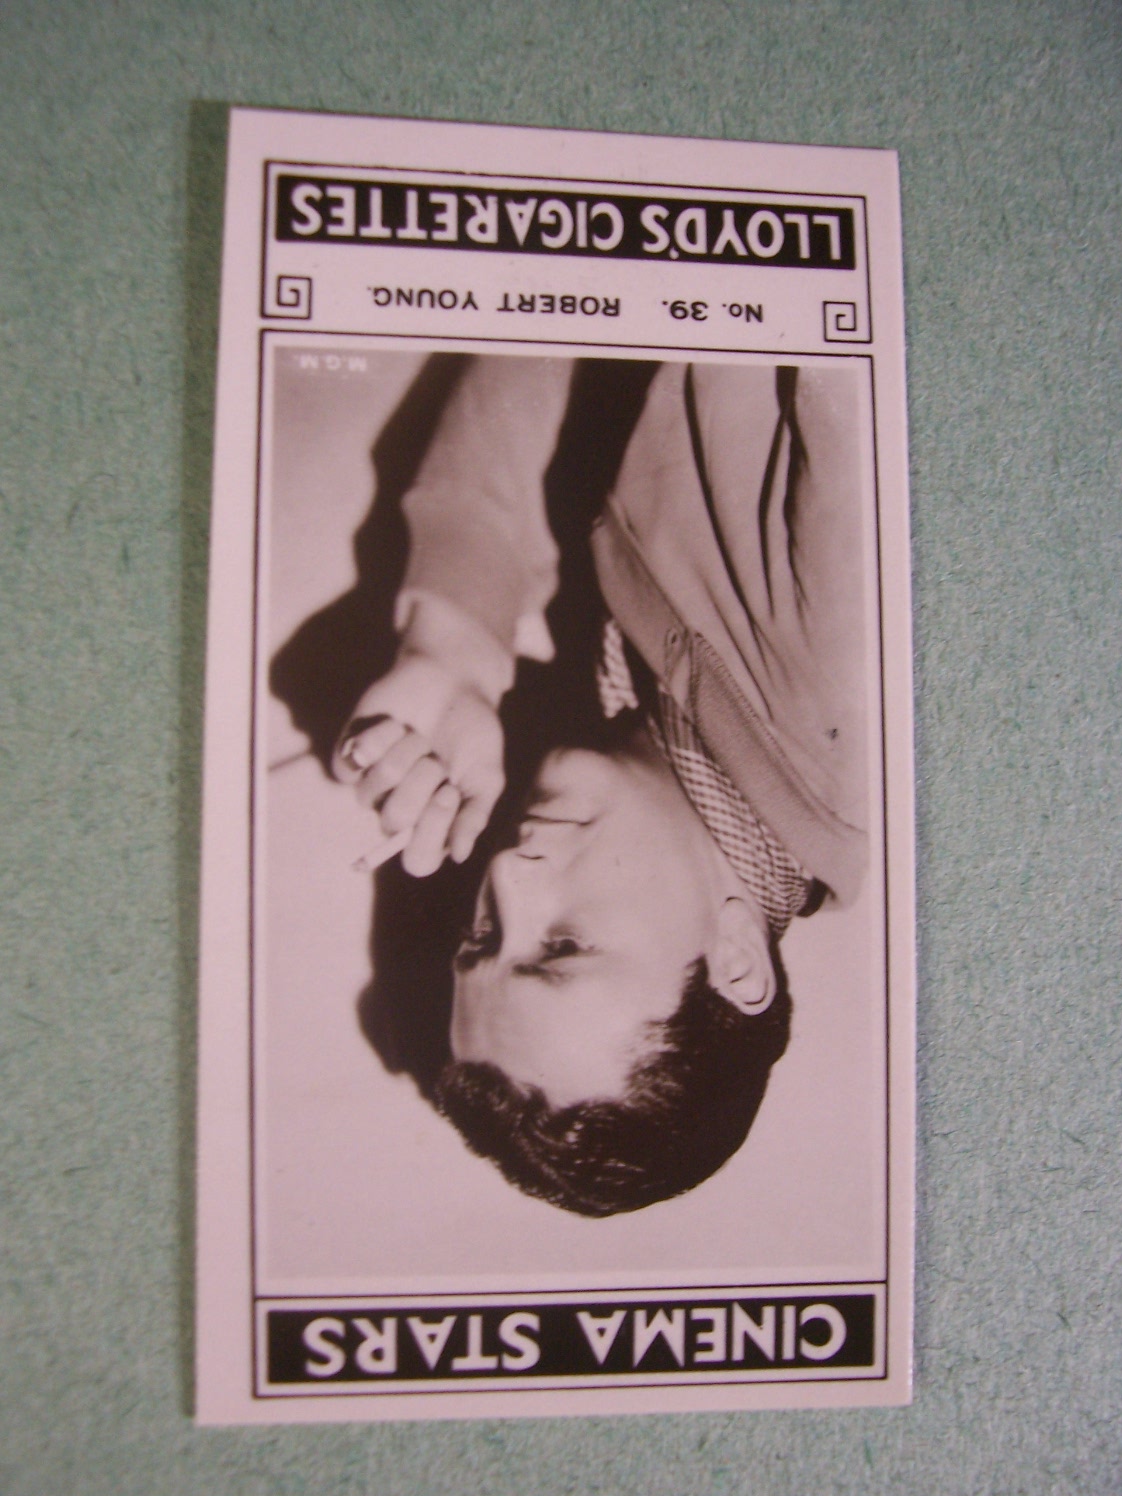 CINEMA STARS
M.G.M.
No. 39. ROBERT YOUNG.
LLOYD'S CIGARETTES